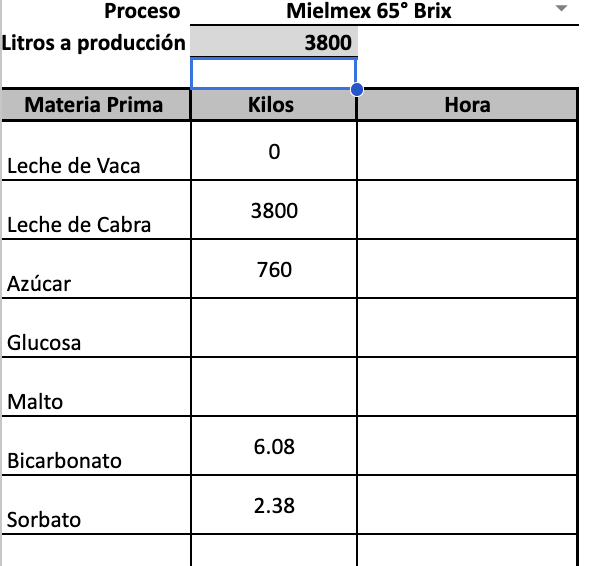 Proceso Mielmex 65° Brix
Litros a producción 3800
Materia Prima Kilos Hora
Leche de Vaca 0
Leche de Cabra 3800
Azúcar 760
Glucosa
Malto
Bicarbonato 6.08
Sorbato 2.38